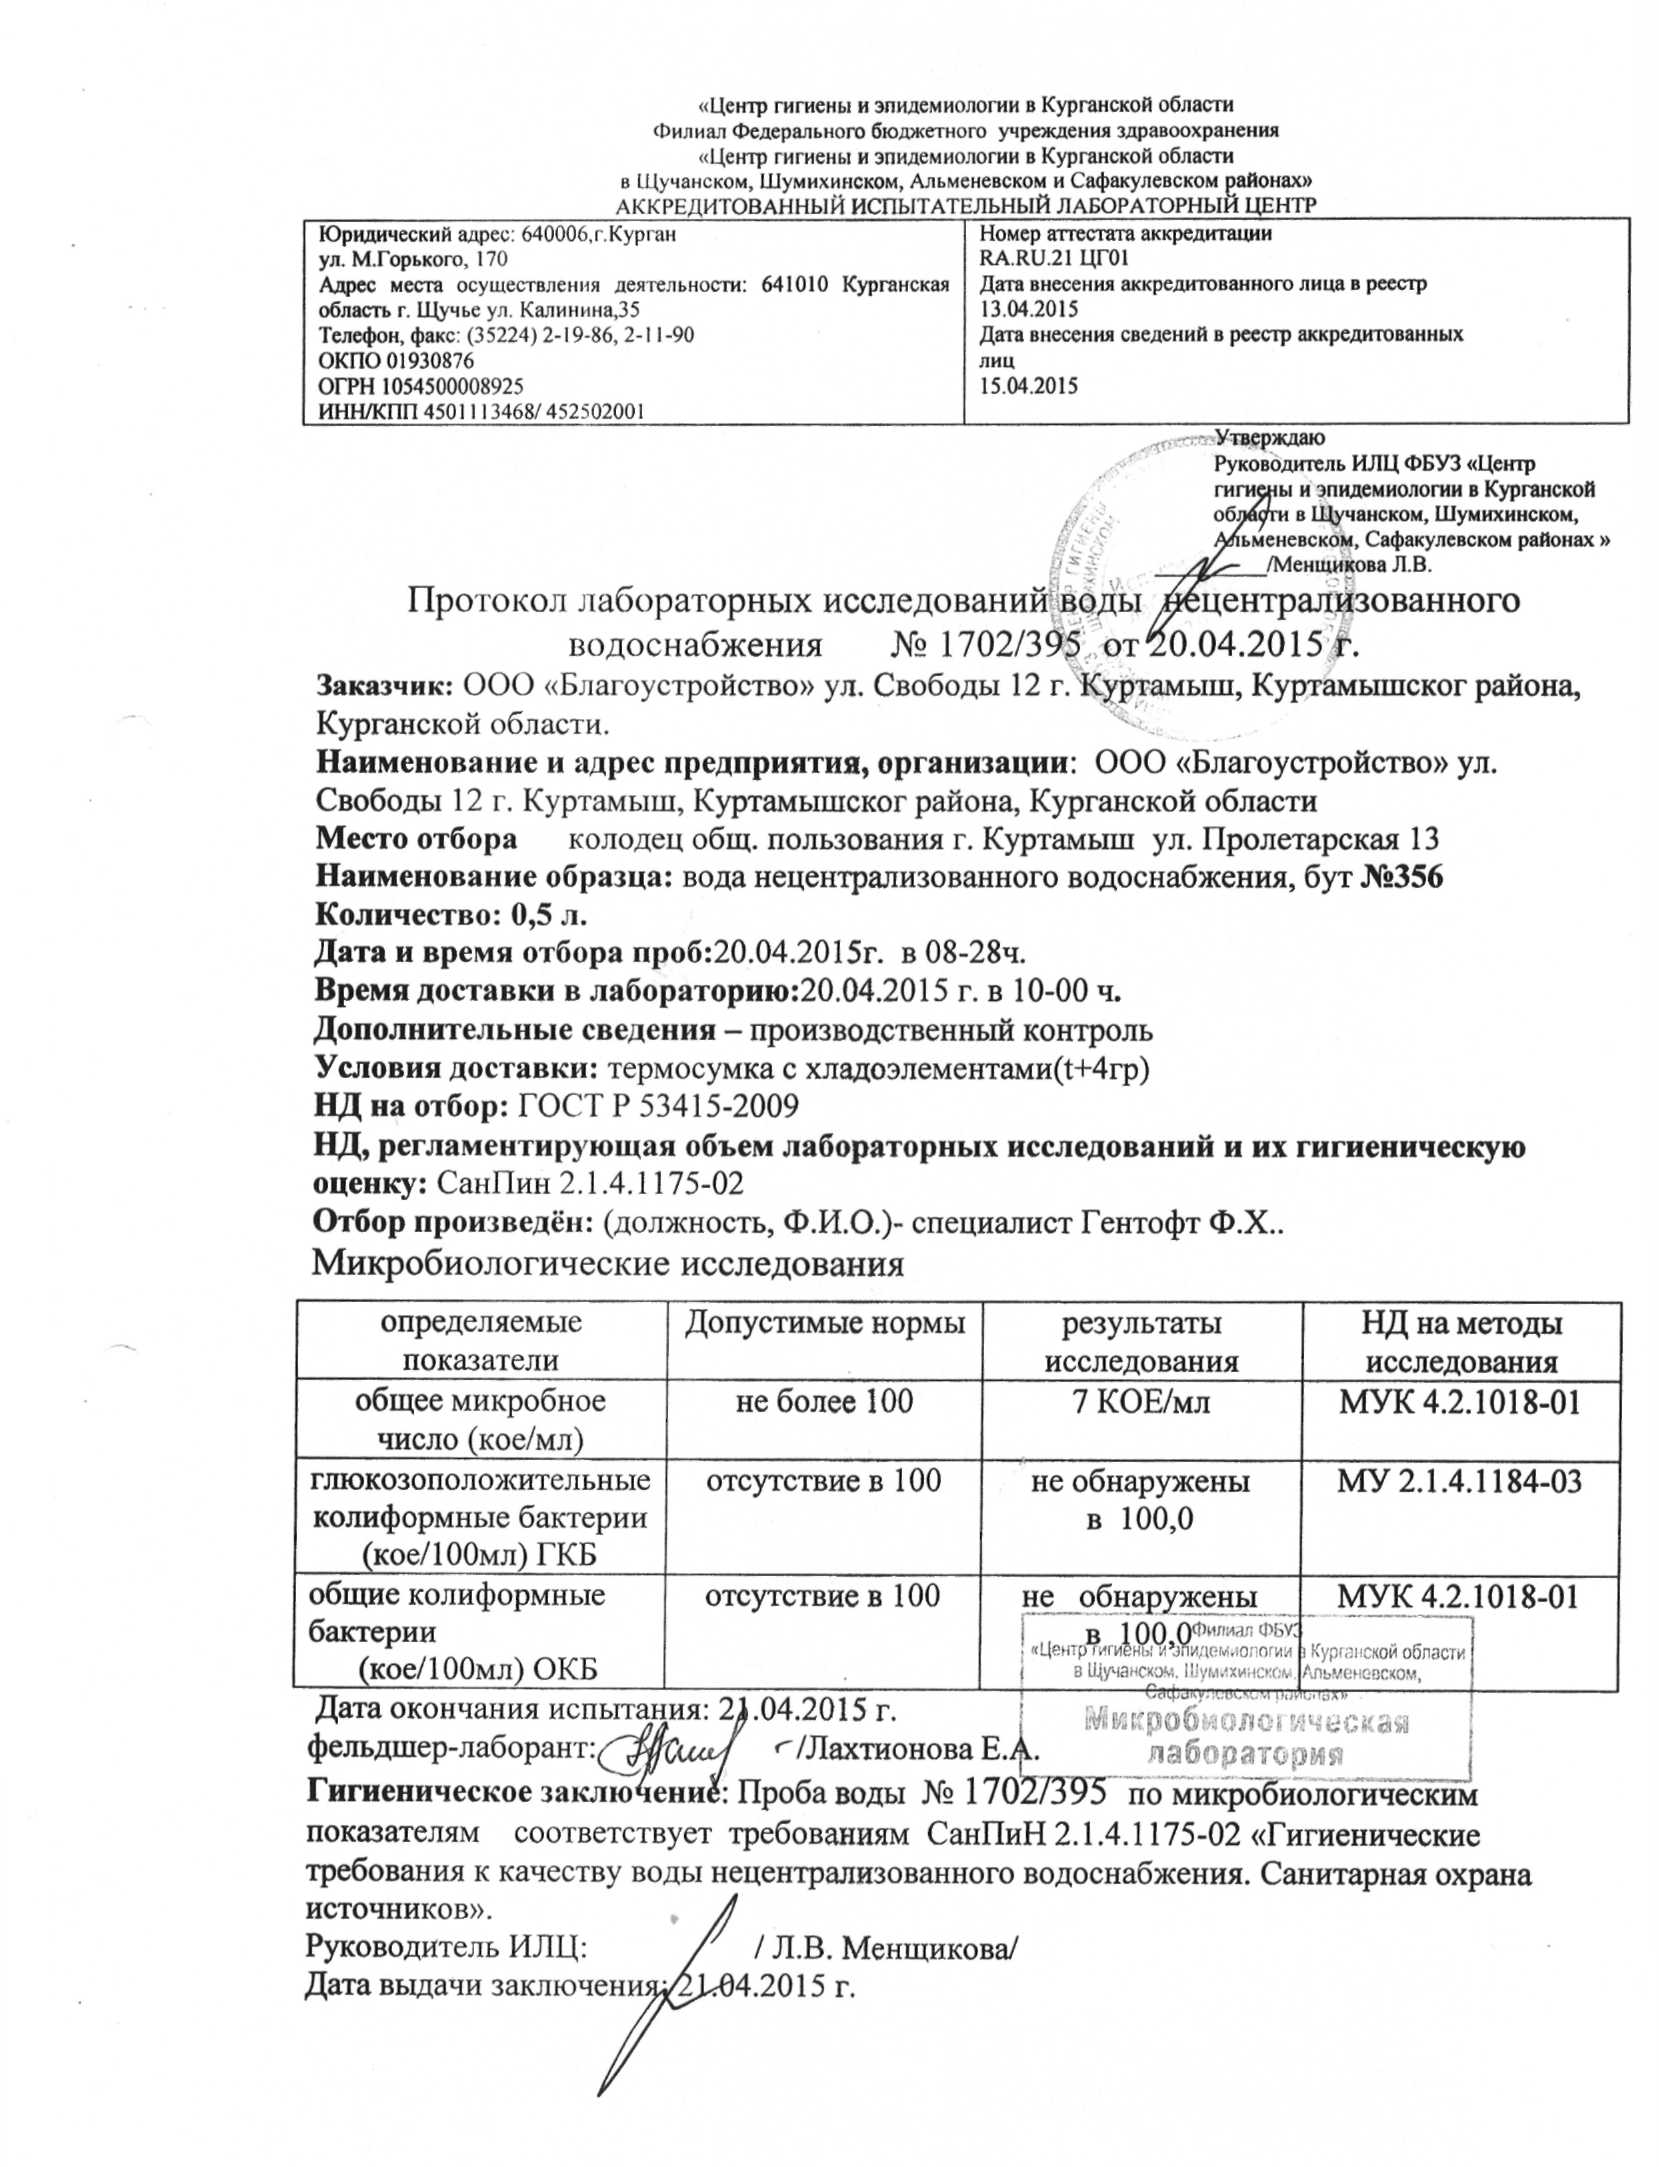 «Центр гигиены и эпидемиологии в Курганской области
Филиал Федерального бюджетного учреждения здравоохранения
«Центр гигиены и эпидемиологии в Курганской области
в Щучанском, Шумихинском, Альменевском и Сафакулевском районах»
АККРЕДИТОВАННЫЙ ИСПЫТАТЕЛЬНЫЙ ЛАБОРАТОРНЫЙ ЦЕНТР
Юридический адрес: 640006,г.Курган
ул. М.Горького, 170
Адрес места осуществления деятельности: 641010 Курганская
область г. Щучье ул. Калинина,35
Телефон, факс: (35224) 2-19-86, 2-11-90
ОКПО 01930876
ОГРН 1054500008925
ИНН/КПП 4501113468/ 452502001
Номер аттестата аккредитации
RA.RU.21 ЦГ01
Дата внесения аккредитованного лица в реестр
13.04.2015
Дата внесения сведений в реестр аккредитованных
лиц
15.04.2015
Утверждаю
Руководитель ИЛЦ ФБУЗ «Центр
гигиены и эпидемиологии в Курганской
области в Щучанском, Шумихинском,
Альменевском, Сафакулевском районах »
/Менщикова Л.В.
Протокол лабораторных исследований воды нецентрализованного
водоснабжения № 1702/395 от 20.04.2015 г.
Заказчик: ООО «Благоустройство» ул. Свободы 12 г. Куртамыш, Куртамышског района,
Курганской области.
Наименование и адрес предприятия, организации: ООО «Благоустройство» ул.
Свободы 12 г. Куртамыш, Куртамышског района, Курганской области
Место отбора колодец общ. пользования г. Куртамыш ул. Пролетарская 13
Наименование образца: вода нецентрализованного водоснабжения, бут №356
Количество: 0,5 л.
Дата и время отбора проб:20.04.2015г. в 08-28ч.
Время доставки в лабораторию:20.04.2015 г. в 10-00 ч.
Дополнительные сведения – производственный контроль
Условия доставки: термосумка с хладоэлементами(t+4гр)
НД на отбор: ГОСТ Р 53415-2009
НД, регламентирующая объем лабораторных исследований и их гигиеническую
оценку: СанПин 2.1.4.1175-02
Отбор произведён: (должность, Ф.И.О.)- специалист Гентофт Ф.Х..
Микробиологические исследования
определяемые
показатели
Допустимые нормы
результаты
исследования
НД на методы
исследования
общее микробное
число (кое/мл)
не более 100
7 КОЕ/мл
МУК 4.2.1018-01
глюкозоположительные
колиформные бактерии
(кое/100мл) ГКБ
отсутствие в 100
не обнаружены
в 100,0
МУ 2.1.4.1184-03
общие колиформные
бактерии
(кое/100мл) ОКБ
отсутствие в 100
не обнаружены
в 100,0
МУК 4.2.1018-01
Филиал ФБУЗ
«Центр гигиены и эпидемиологии в Курганской области
в Щучанском, Шумихинском, Альменевском,
Сафакулевском районах»
Микробиологическая
лаборатория
Дата окончания испытания: 21.04.2015 г.
фельдшер-лаборант: /Лахтионова Е.А.
Гигиеническое заключение: Проба воды № 1702/395 по микробиологическим
показателям соответствует требованиям СанПиН 2.1.4.1175-02 «Гигиенические
требования к качеству воды нецентрализованного водоснабжения. Санитарная охрана
источников».
Руководитель ИЛЦ: / Л.В. Менщикова/
Дата выдачи заключения: 21.04.2015 г.